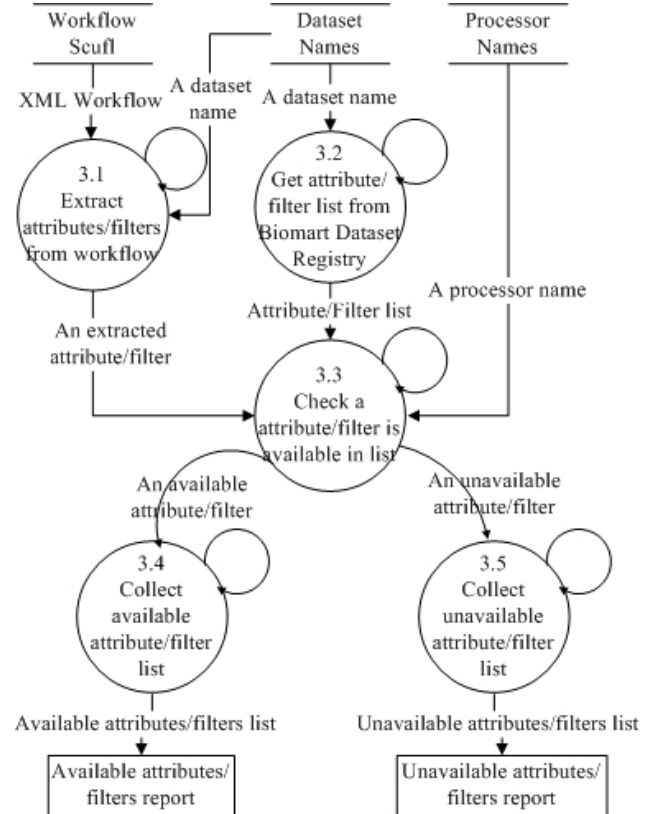 Workflow
Scufl
Dataset
Names
Processor
Names
XML Workflow
A dataset
name
A dataset name
3.1
Extract
attributes/filters
from workflow
3.2
Get attribute/
filter list from
Biomart Dataset
Registry
A processor name
An extracted
attribute/filter
Attribute/Filter list
3.3
Check a
attribute/filter is
available in list
An available
attribute/filter
An unavailable
attribute/filter
3.4
Collect
available
attribute/filter
list
3.5
Collect
unavailable
attribute/filter
list
Available attributes/filters list
Unavailable attributes/filters list
Available attributes/
filters report
Unavailable attributes/
filters report